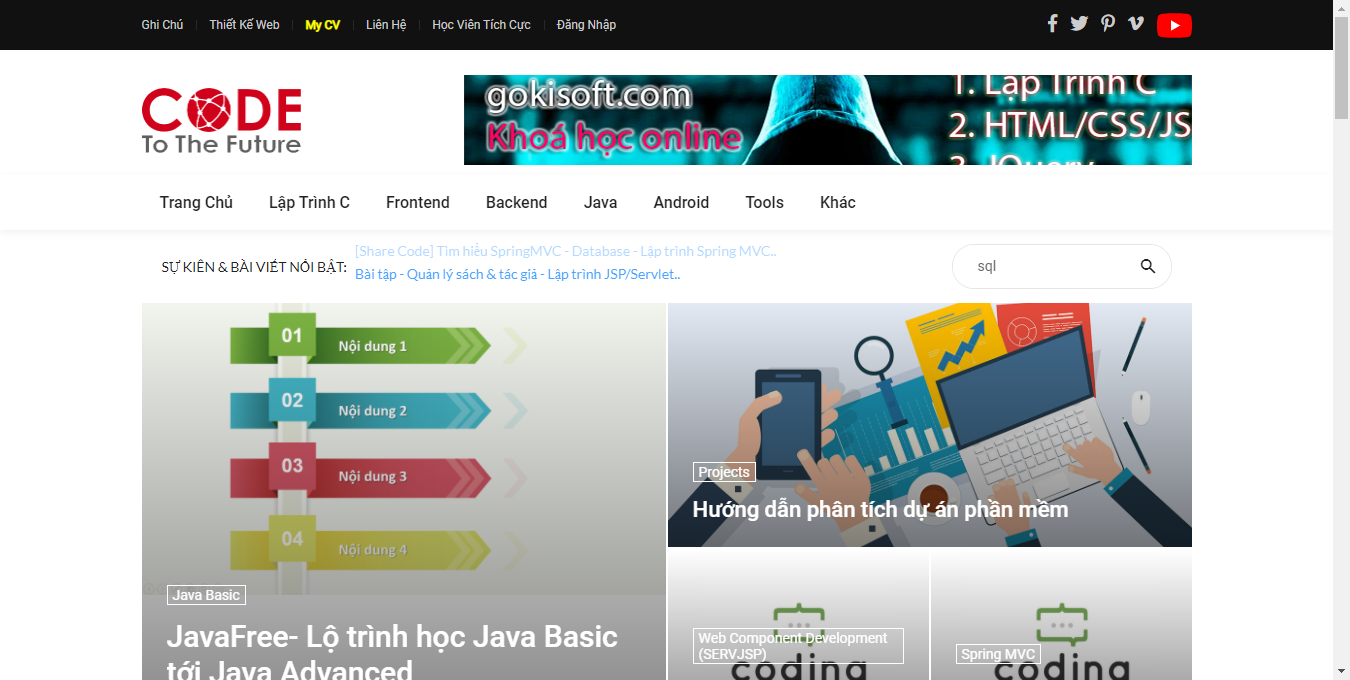 Ghi Chú
Thiết Kế Web
My CV
Liên Hệ
Học Viên Tích Cực
Đăng Nhập
CODE
To The Future
gokisoft.com
Khoá học online
1. Lập Trình C
2. HTML/CSS/JS
3. JQuery
Trang Chủ
Lập Trình C
Frontend
Backend
Java
Android
Tools
Khác
SỰ KIÊN & BÀI VIẾT NỔI BẬT:
[Share Code] Tìm hiểu SpringMVC - Database - Lập trình Spring MVC..
Bài tập - Quản lý sách & tác giả - Lập trình JSP/Servlet..
sql
01
Nội dung 1
02
Nội dung 2
03
Nội dung 3
04
Nội dung 4
Java Basic
JavaFree- Lộ trình học Java Basic
tới Java Advanced
Projects
Hướng dẫn phân tích dự án phần mềm
Web Component Development
(SERVJSP)
coding
Spring MVC
coding